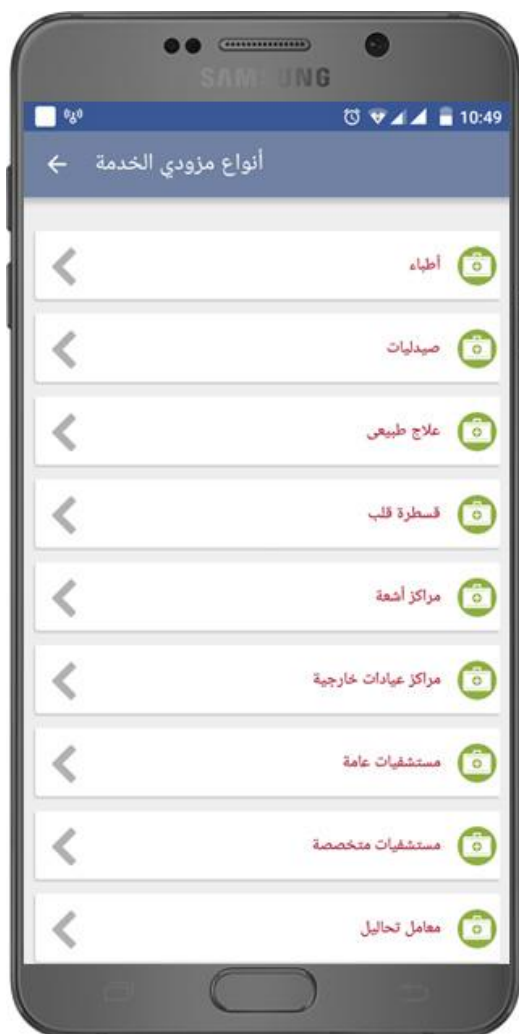 SAMSUNG
10:49
أنواع مزودي الخدمة
أطباء
صيدليات
علاج طبيعى
قسطرة قلب
مراكز أشعة
مراكز عيادات خارجية
مستشفيات عامة
مستشفيات متخصصة
معامل تحاليل